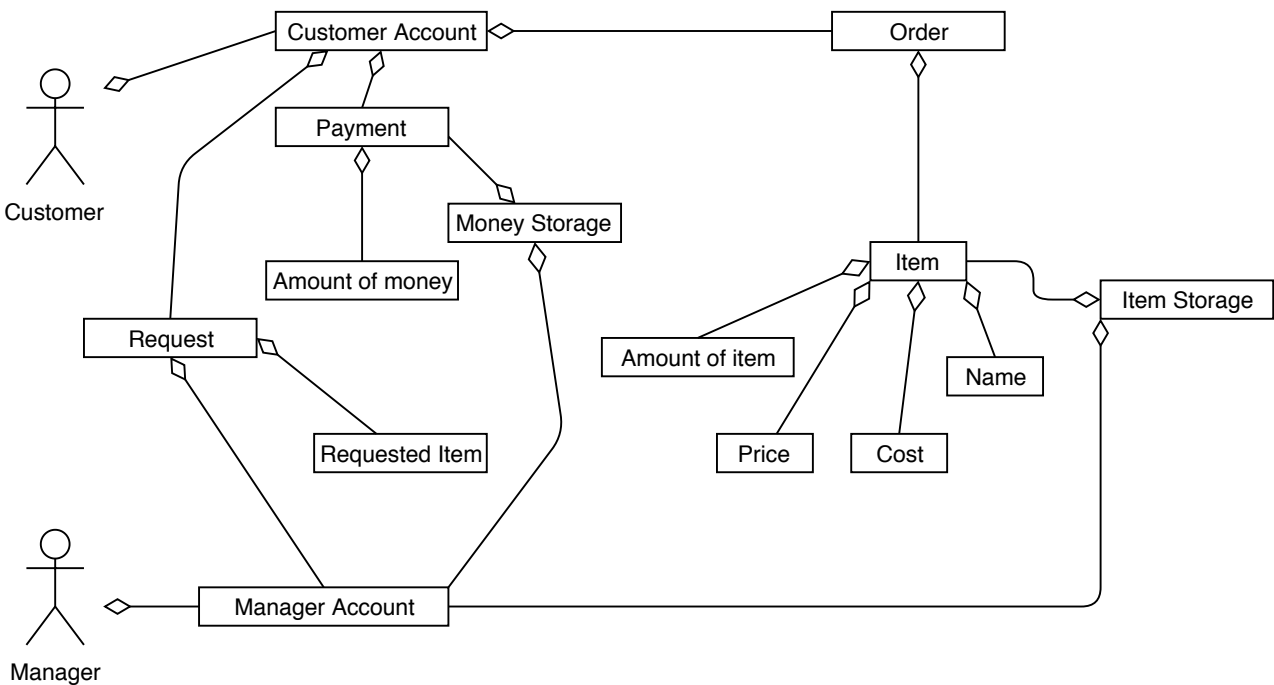 Customer Account
Order
Payment
Customer
Money Storage
Item
Amount of money
Item Storage
Request
Amount of item
Name
Requested Item
Price
Cost
Manager Account
Manager